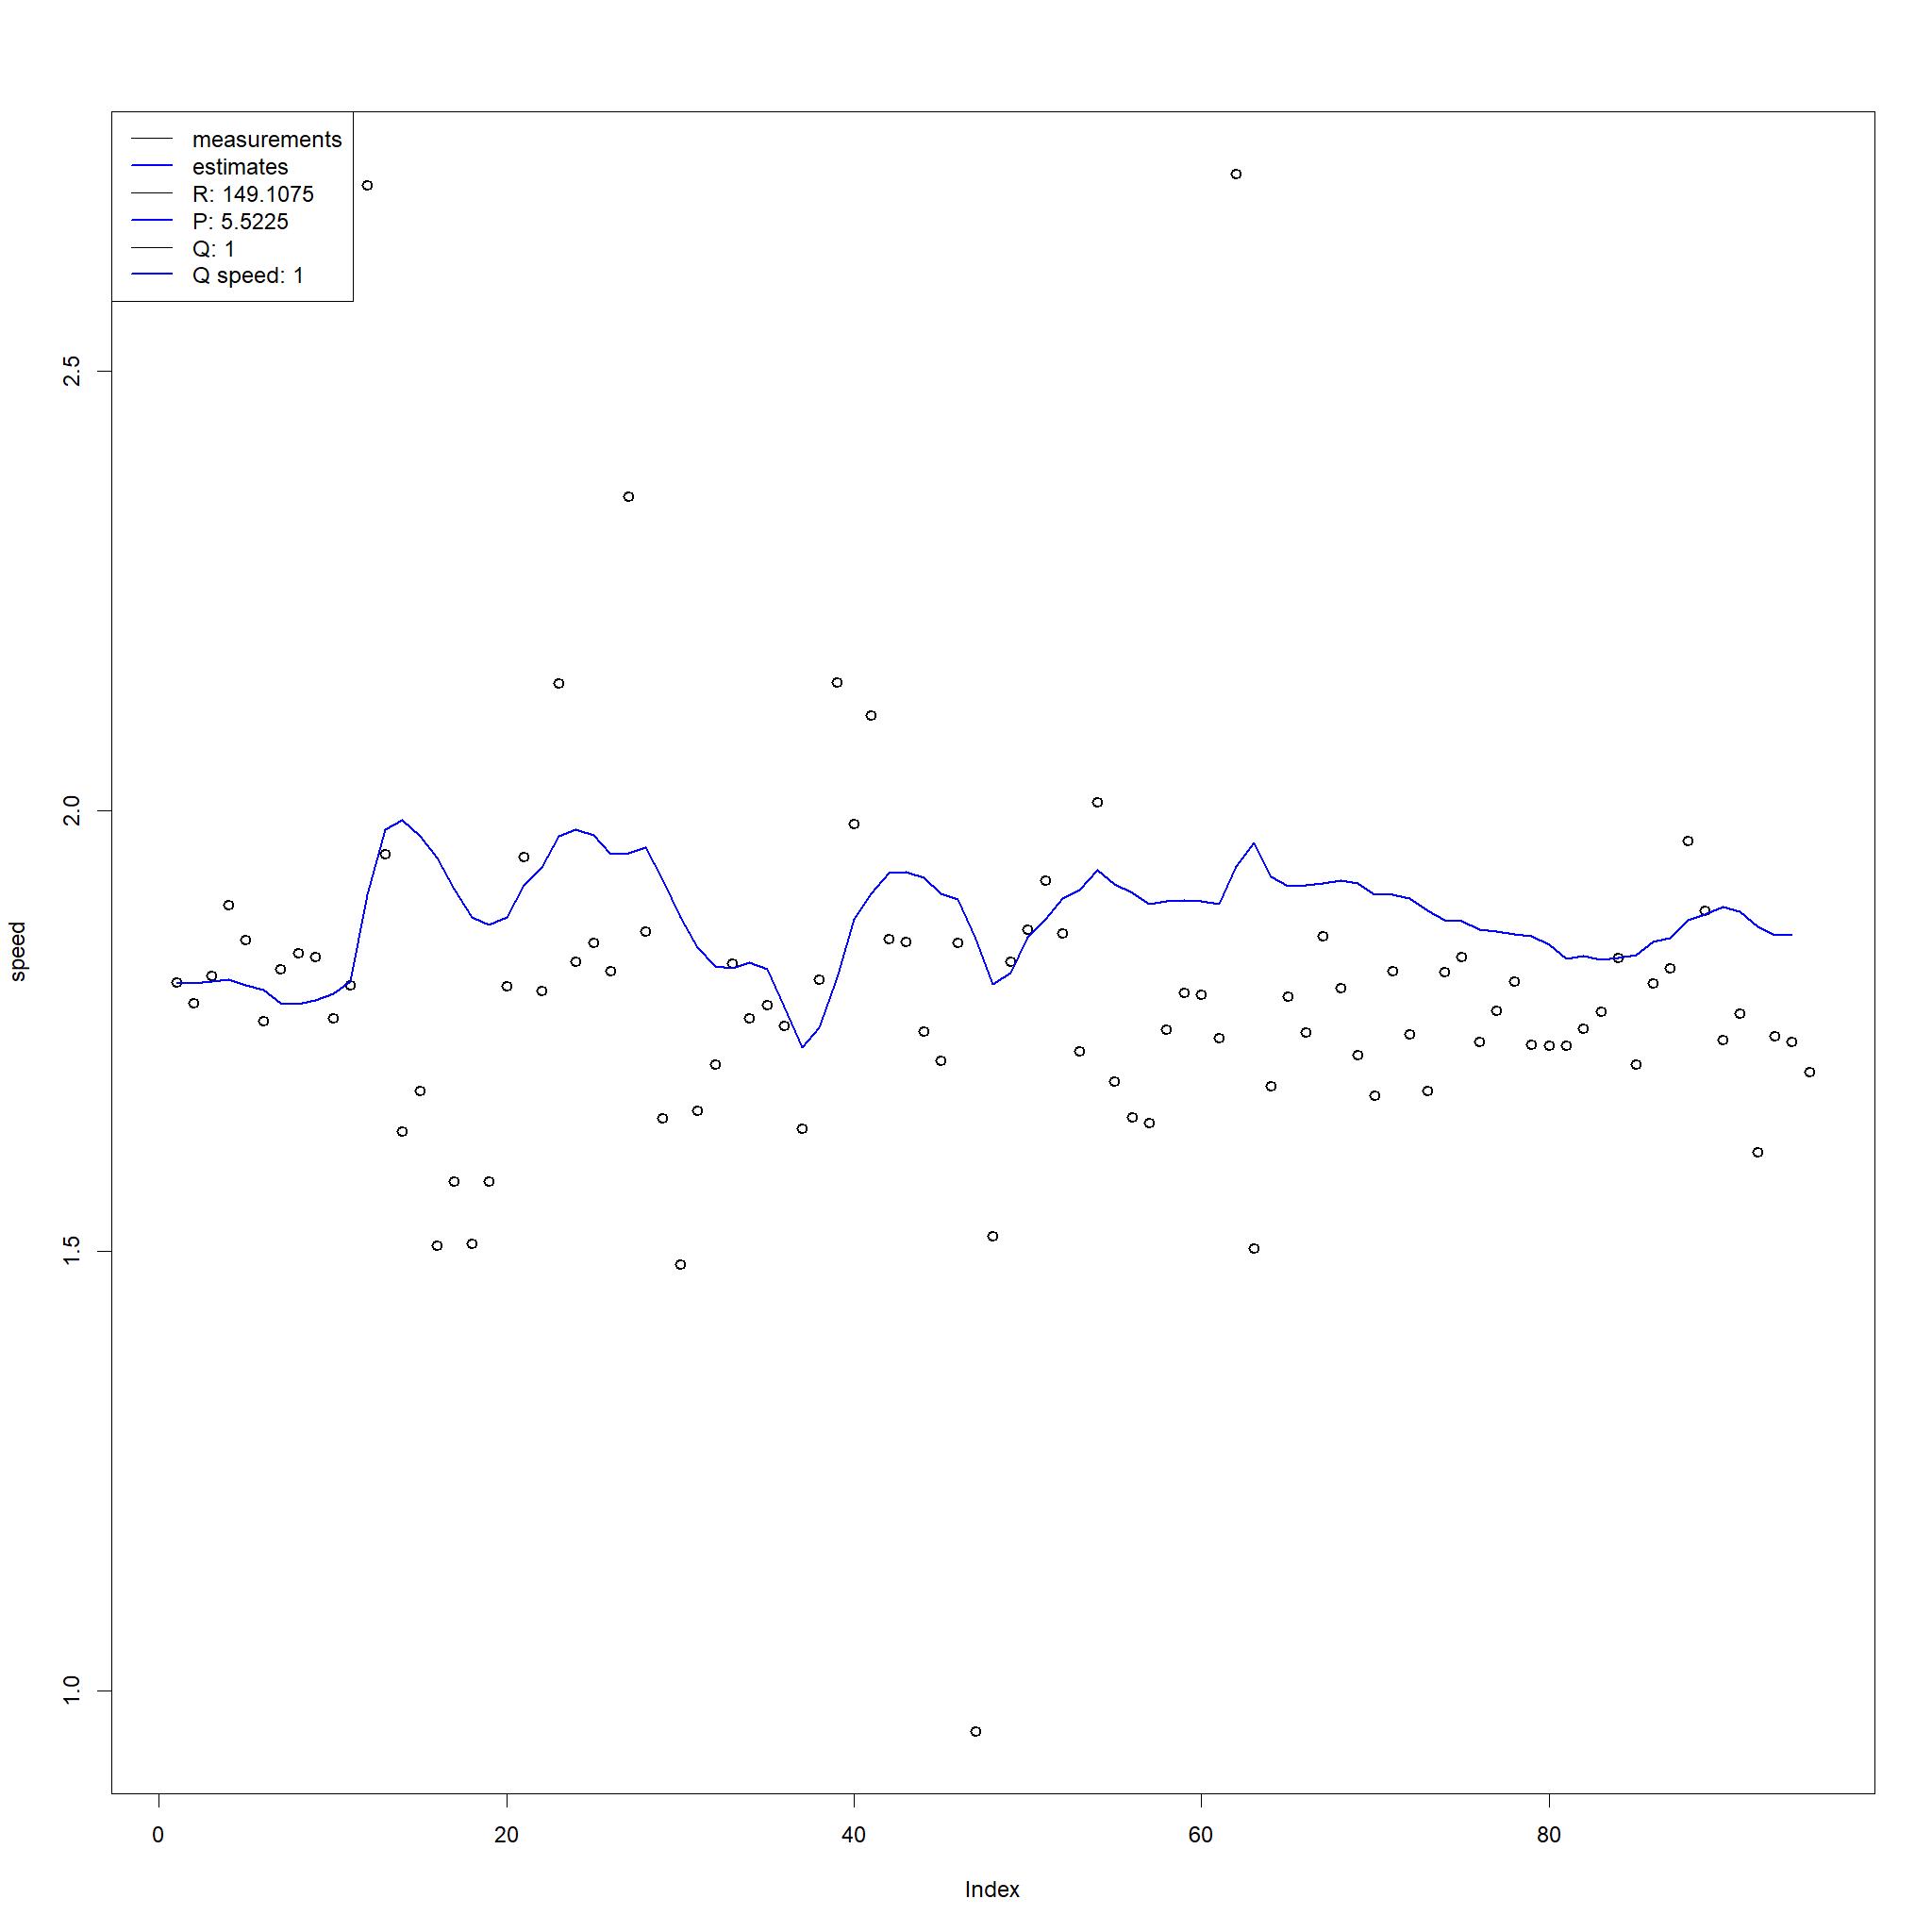 measurements
estimates
R: 149.1075
P: 5.5225
Q: 1
Q speed: 1
2.5
2.0
1.5
1.0
speed
0 20 40 60 80
Index